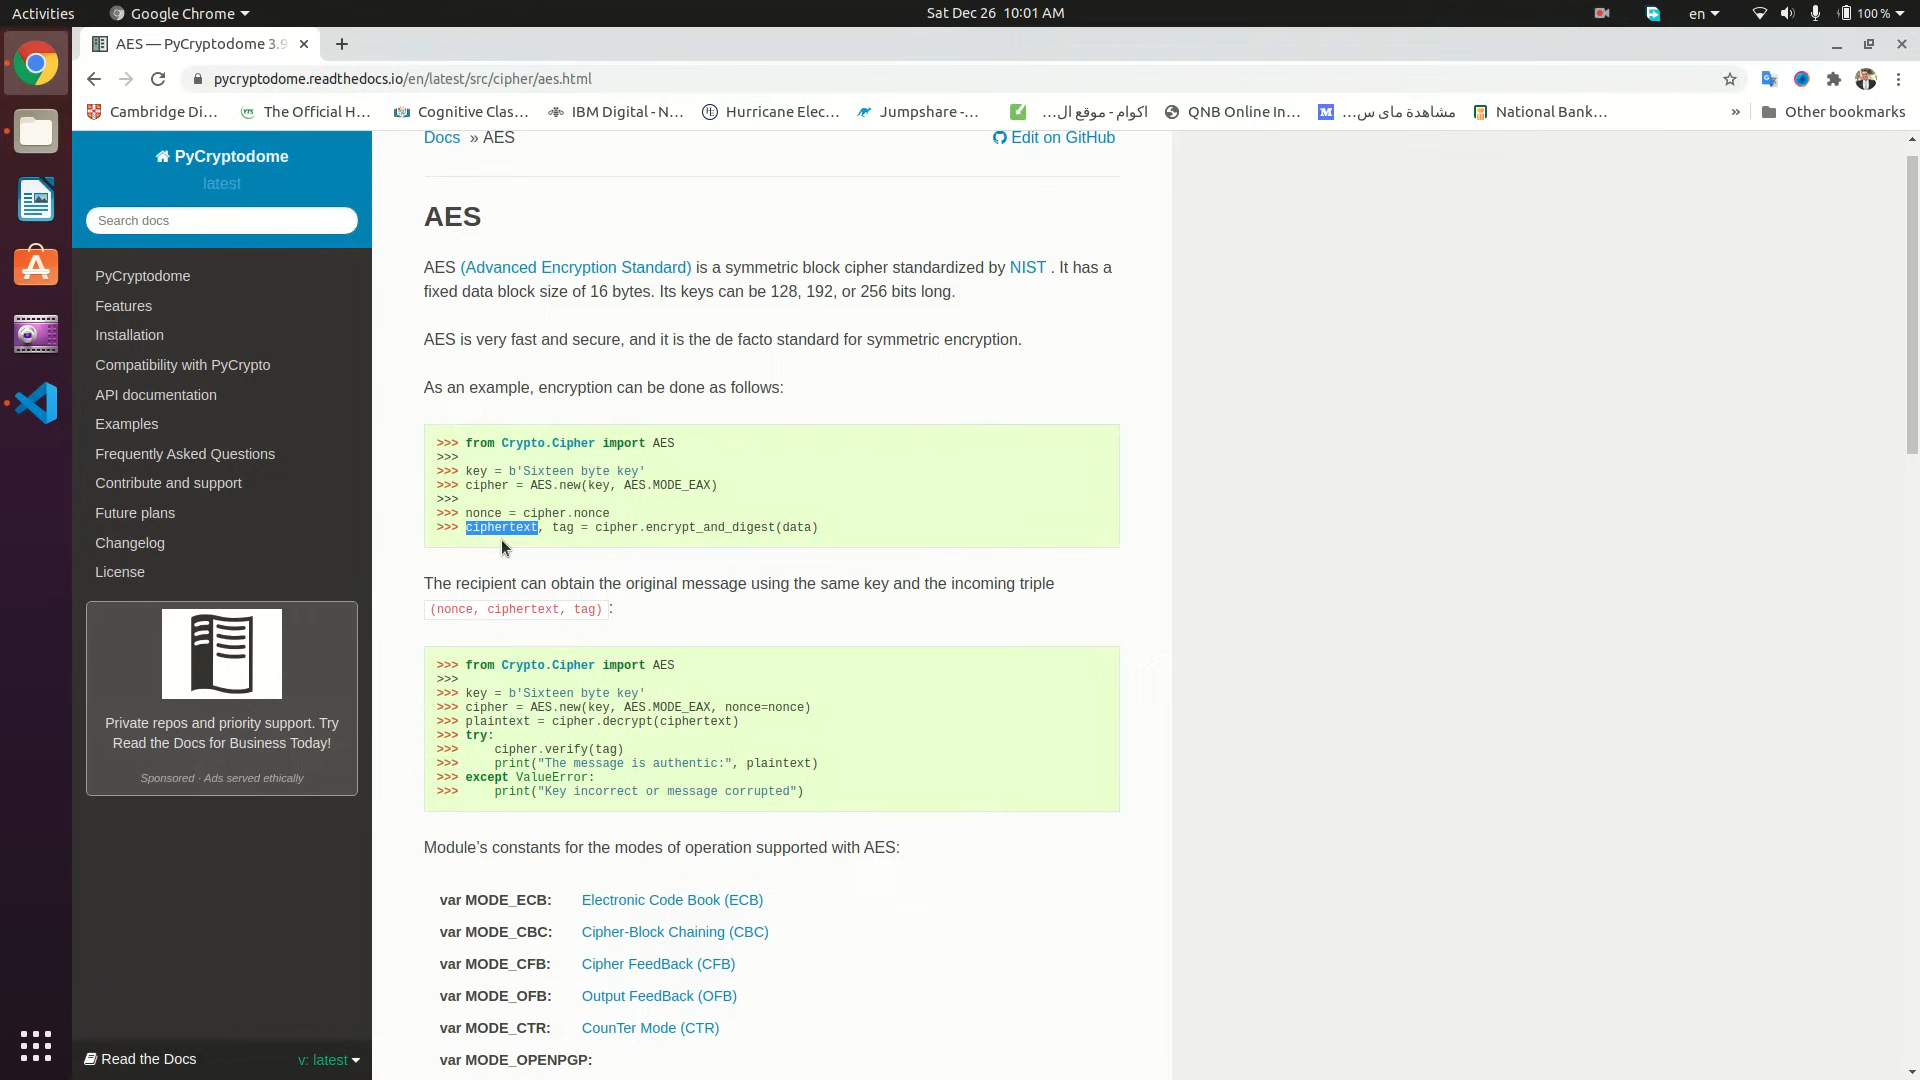 Activities
Google Chrome
Sat Dec 26 10:01 AM
en
100 %
AES — PyCryptodome 3.9
pycryptodome.readthedocs.io/en/latest/src/cipher/aes.html
Cambridge Di...
The Official H...
Cognitive Clas...
IBM Digital - N...
Hurricane Elec...
Jumpshare -...
اكوام - موقع ال...
QNB Online In...
مشاهدة ماى س...
National Bank...
»
Other bookmarks
PyCryptodome
latest
Search docs
PyCryptodome
Features
Installation
Compatibility with PyCrypto
API documentation
Examples
Frequently Asked Questions
Contribute and support
Future plans
Changelog
License
Private repos and priority support. Try
Read the Docs for Business Today!
Sponsored · Ads served ethically
Read the Docs
v: latest
Docs » AES
Edit on GitHub
AES
AES (Advanced Encryption Standard) is a symmetric block cipher standardized by NIST . It has a
fixed data block size of 16 bytes. Its keys can be 128, 192, or 256 bits long.
AES is very fast and secure, and it is the de facto standard for symmetric encryption.
As an example, encryption can be done as follows:
>>> from Crypto.Cipher import AES
>>>
>>> key = b'Sixteen byte key'
>>> cipher = AES.new(key, AES.MODE_EAX)
>>>
>>> nonce = cipher.nonce
>>> ciphertext, tag = cipher.encrypt_and_digest(data)
The recipient can obtain the original message using the same key and the incoming triple
(nonce, ciphertext, tag) :
>>> from Crypto.Cipher import AES
>>>
>>> key = b'Sixteen byte key'
>>> cipher = AES.new(key, AES.MODE_EAX, nonce=nonce)
>>> plaintext = cipher.decrypt(ciphertext)
>>> try:
>>>     cipher.verify(tag)
>>>     print("The message is authentic:", plaintext)
>>> except ValueError:
>>>     print("Key incorrect or message corrupted")
Module’s constants for the modes of operation supported with AES:
var MODE_ECB: Electronic Code Book (ECB)
var MODE_CBC: Cipher-Block Chaining (CBC)
var MODE_CFB: Cipher FeedBack (CFB)
var MODE_OFB: Output FeedBack (OFB)
var MODE_CTR: CounTer Mode (CTR)
var MODE_OPENPGP: